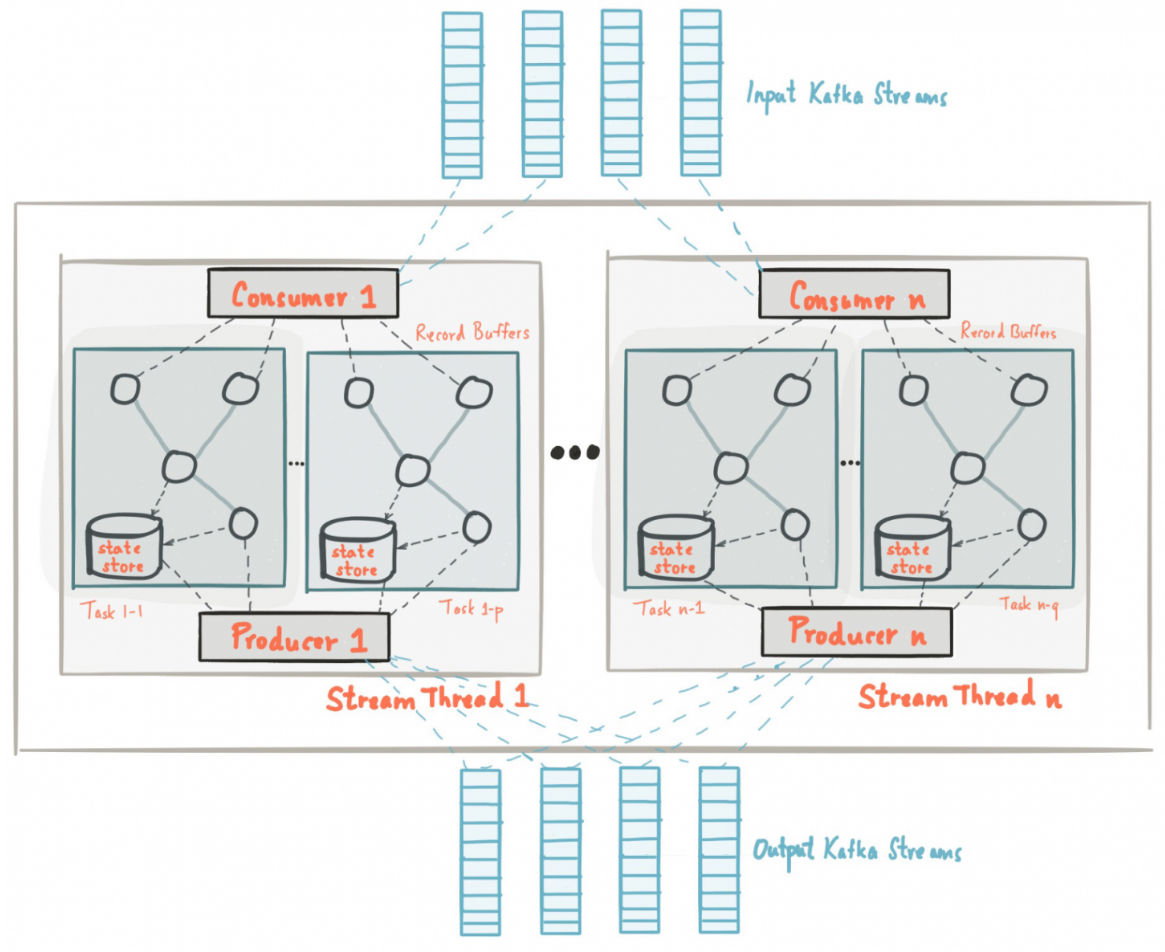 Input Kafka Streams
Consumer 1
Consumer n
Record Buffers
Record Buffers
...
...
...
state
store
state
store
state
store
state
store
Task 1-1
Task 1-p
Task n-1
Task n-q
Producer 1
Producer n
Stream Thread 1
Stream Thread n
Output Kafka Streams